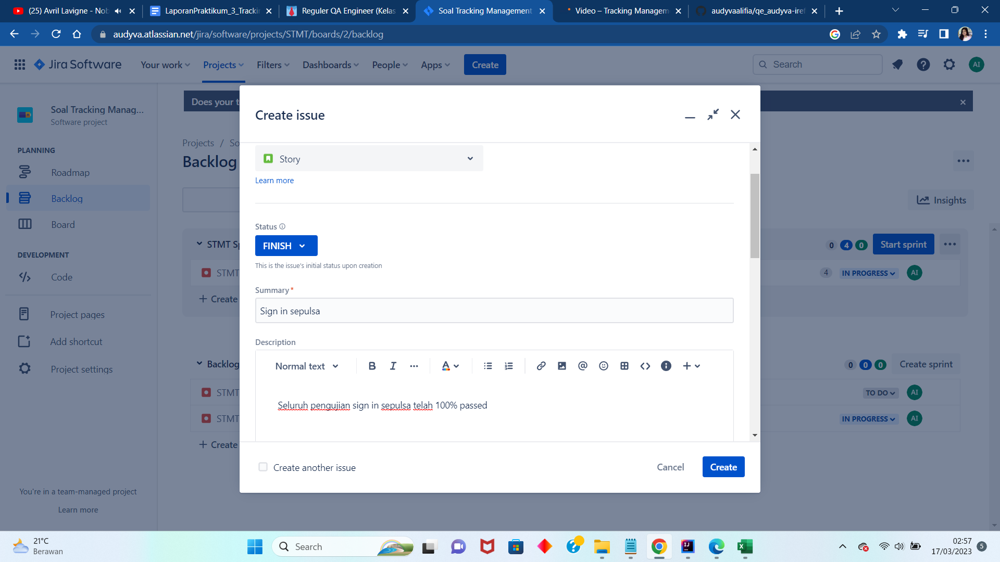 (25) Avril Lavigne - Nob
LaporanPraktikum_3_Trackin
Reguler QA Engineer (Kelas
Soal Tracking Management
Video – Tracking Managem
audyvaalifia/qe_audyva-iref
audyva.atlassian.net/jira/software/projects/STMT/boards/2/backlog
Jira Software
Your work
Projects
Filters
Dashboards
People
Apps
Create
Search
AI
Soal Tracking Manag...
Software project
Does your t
Create issue
PLANNING
Roadmap
Backlog
Board
DEVELOPMENT
Code
Project pages
Add shortcut
Project settings
You're in a team-managed project
Learn more
Projects / So
Backlog
Insights
STMT Sp
0 4 0 Start sprint
STMT
4 IN PROGRESS AI
+ Create
Backlog
0 0 0 Create sprint
STMT
TO DO AI
STMT
IN PROGRESS AI
+ Create
Story
Learn more
Status
FINISH
This is the issue's initial status upon creation
Summary *
Sign in sepulsa
Description
Normal text
Seluruh pengujian sign in sepulsa telah 100% passed
Create another issue
Cancel
Create
21°C
Berawan
Search
02:57
17/03/2023
5